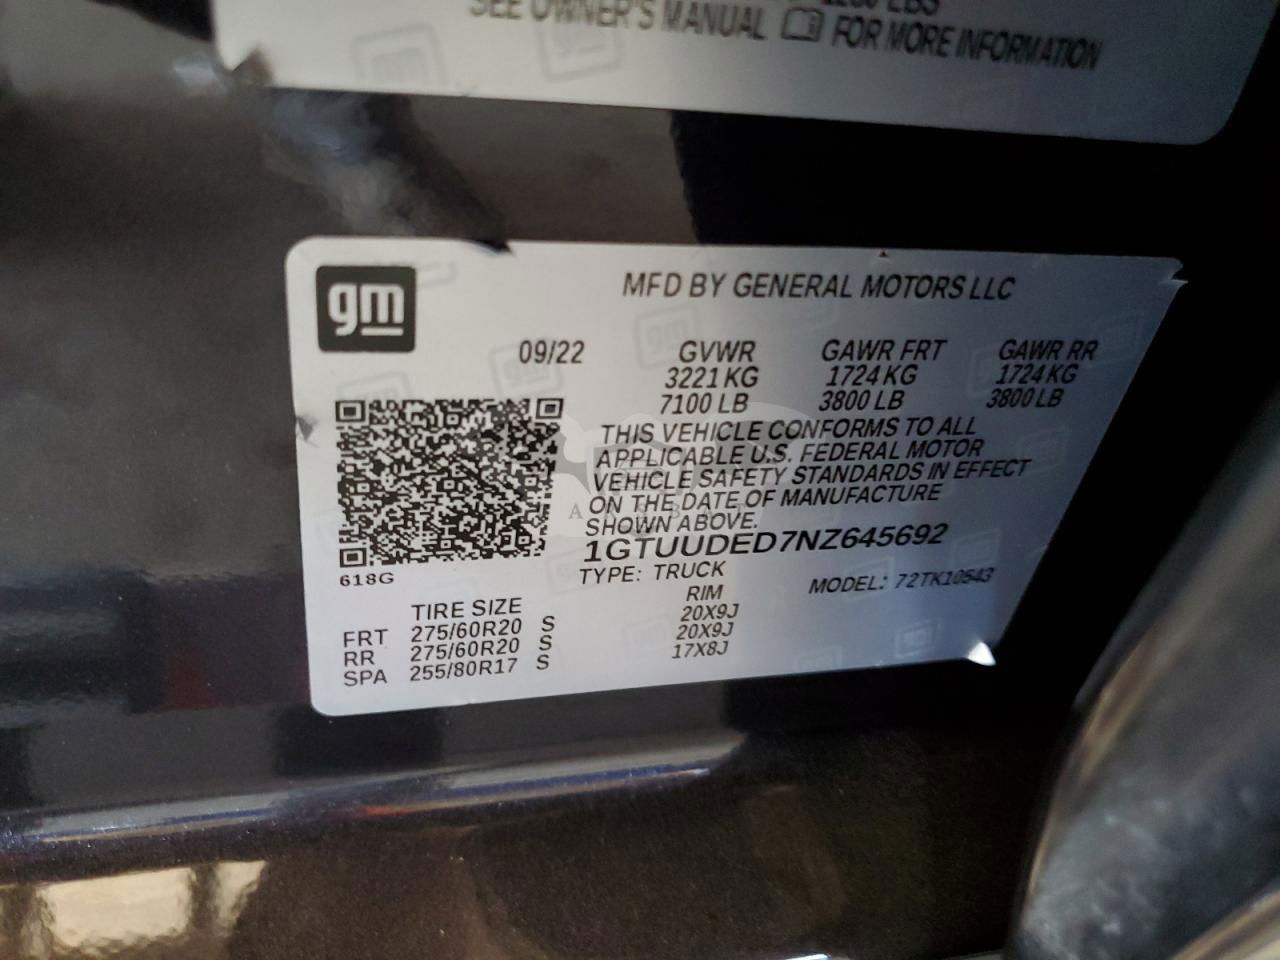 SEE OWNER'S MANUAL FOR MORE INFORMATION
gm
MFD BY GENERAL MOTORS LLC
09/22 GVWR GAWR FRT GAWR RR
3221 KG 1724 KG 1724 KG
7100 LB 3800 LB 3800 LB
THIS VEHICLE CONFORMS TO ALL
APPLICABLE U.S. FEDERAL MOTOR
VEHICLE SAFETY STANDARDS IN EFFECT
ON THE DATE OF MANUFACTURE
SHOWN ABOVE.
1GTUUDED7NZ645692
618G
TYPE: TRUCK MODEL: 72TK10543
TIRE SIZE RIM
FRT 275/60R20 S 20X9J
RR 275/60R20 S 20X9J
SPA 255/80R17 S 17X8J